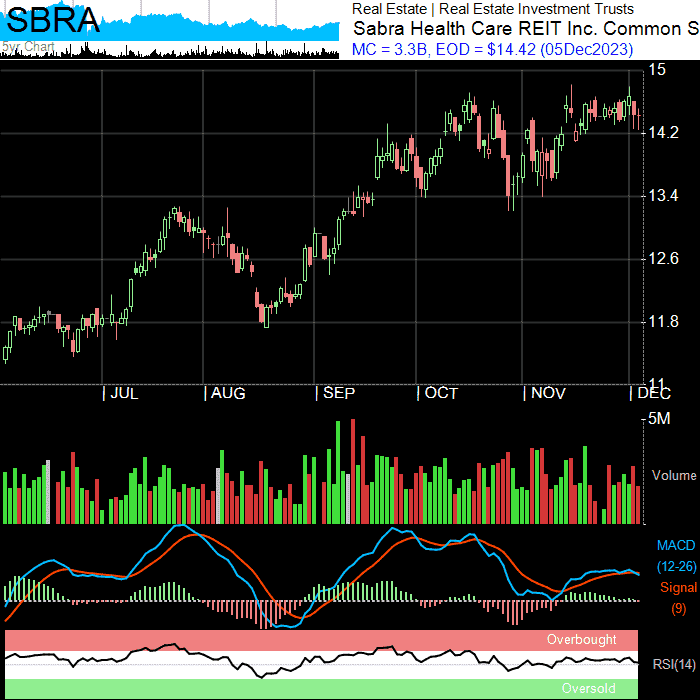 SBRA
5yr Chart
Real Estate | Real Estate Investment Trusts
Sabra Health Care REIT Inc. Common S
MC = 3.3B, EOD = $14.42 (05Dec2023)
15
14.2
13.4
12.6
11.8
11
JUL AUG SEP OCT NOV DEC
5M
Volume
MACD
(12-26)
Signal
(9)
Overbought
RSI(14)
Oversold